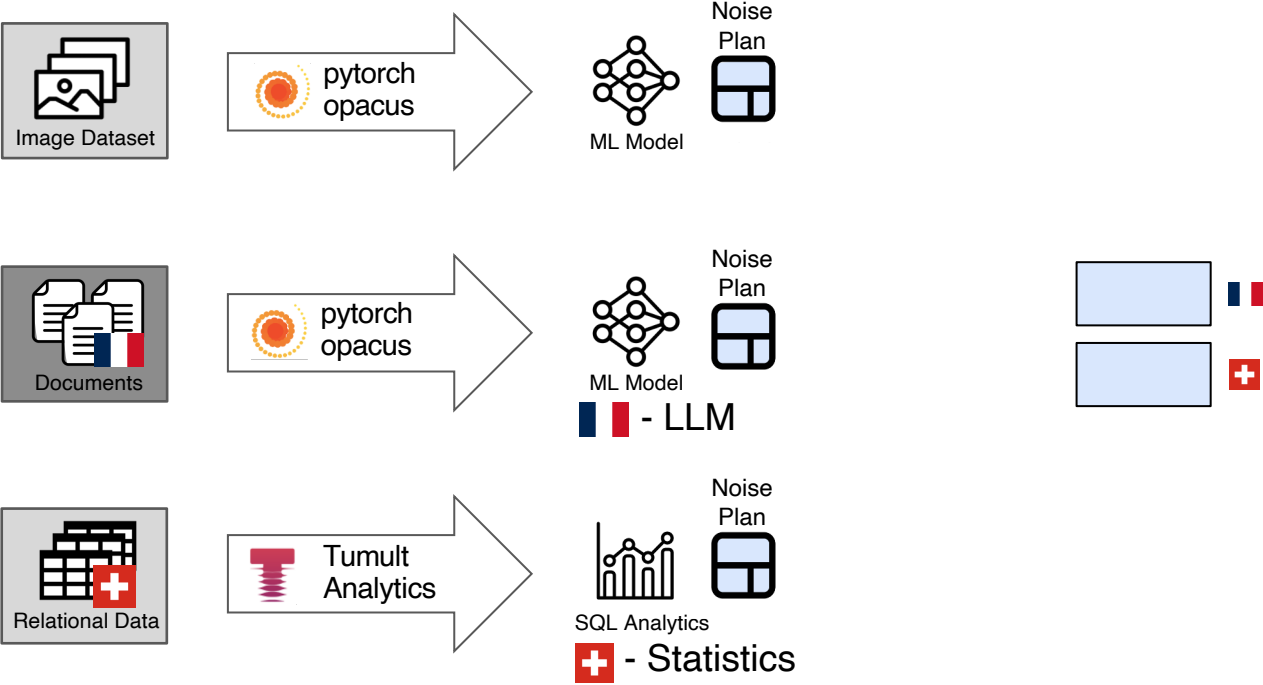 Noise
Plan
pytorch
opacus
Image Dataset
ML Model
Noise
Plan
pytorch
opacus
Documents
ML Model
- LLM
Noise
Plan
Tumult
Analytics
Relational Data
SQL Analytics
- Statistics